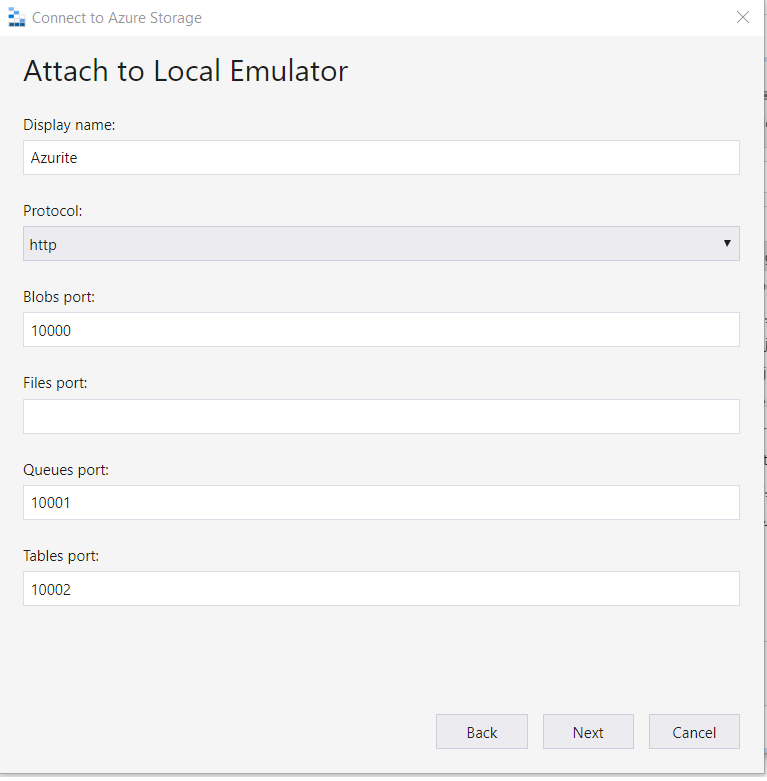 Connect to Azure Storage
Attach to Local Emulator
Display name:
Azurite
Protocol:
http
Blobs port:
10000
Files port:
Queues port:
10001
Tables port:
10002
Back Next Cancel